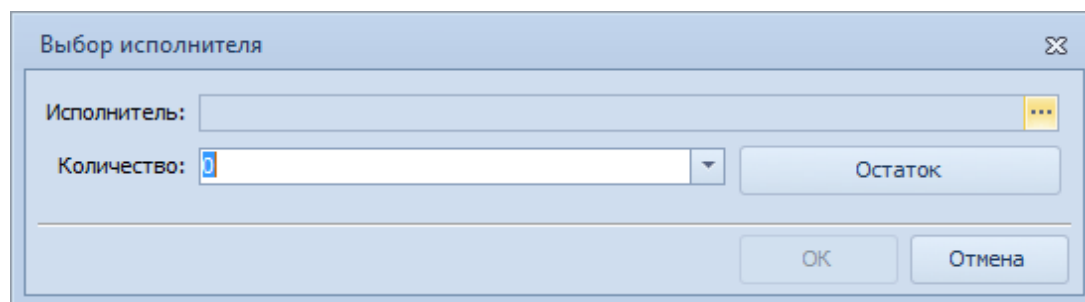 Выбор исполнителя
Исполнитель: ...
Количество: 0 Остаток
OK Отмена